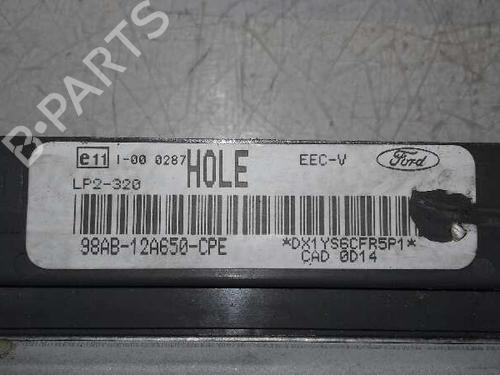 e11 I-00 0287 HOLE EEC-V Ford
LP2-320
98AB-12A650-CPE *DX1YS6CFR5P1*
CAD 0D14
B-PARTS